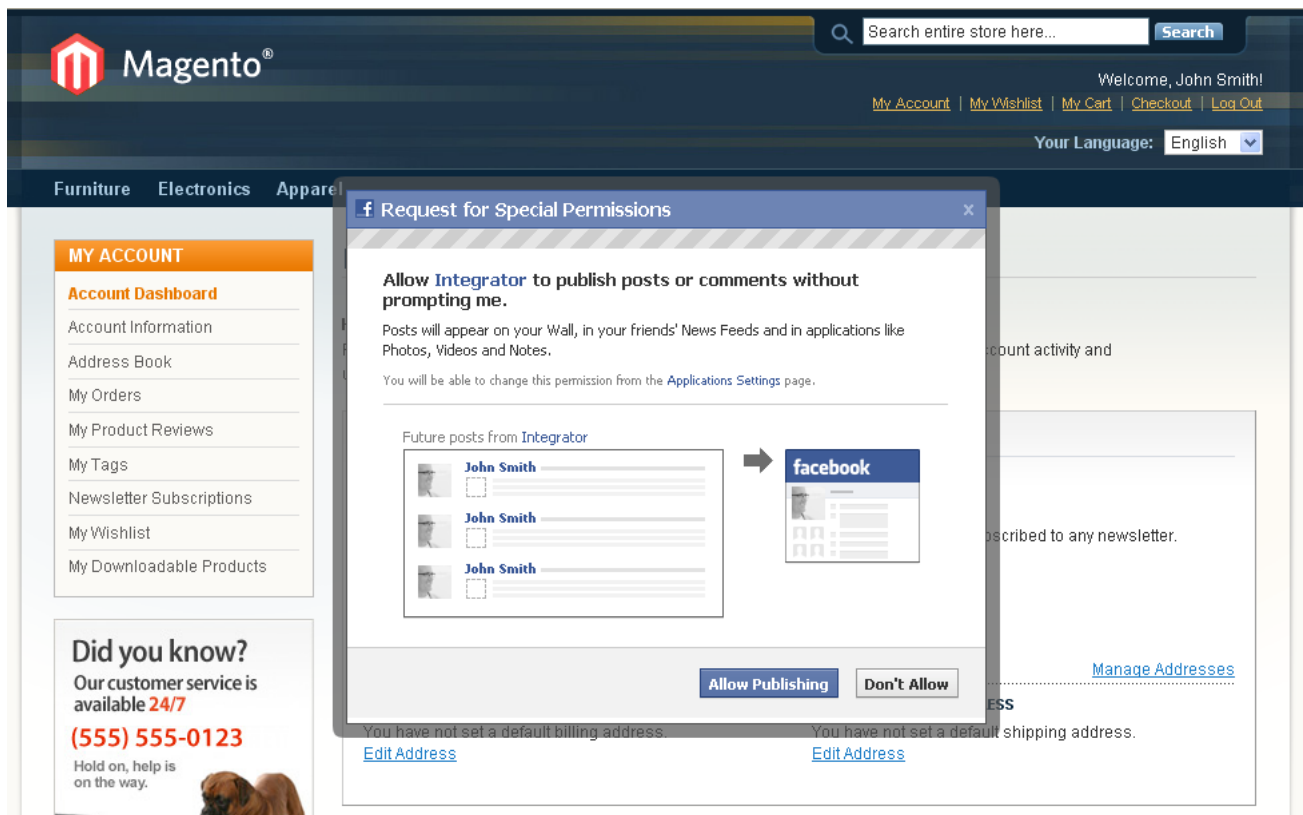 Magento®
Search entire store here...
Search
Welcome, John Smith!
My Account | My Wishlist | My Cart | Checkout | Log Out
Your Language: English
Furniture Electronics Apparel
MY ACCOUNT
Account Dashboard
Account Information
Address Book
My Orders
My Product Reviews
My Tags
Newsletter Subscriptions
My Wishlist
My Downloadable Products
Did you know?
Our customer service is
available 24/7
(555) 555-0123
Hold on, help is
on the way.
f Request for Special Permissions x
Allow Integrator to publish posts or comments without
prompting me.
Posts will appear on your Wall, in your friends' News Feeds and in applications like
Photos, Videos and Notes.
You will be able to change this permission from the Applications Settings page.
Future posts from Integrator
John Smith
John Smith
John Smith
facebook
Allow Publishing Don't Allow
count activity and
scribed to any newsletter.
Manage Addresses
ESS
You have not set a default billing address.
Edit Address
You have not set a default shipping address.
Edit Address